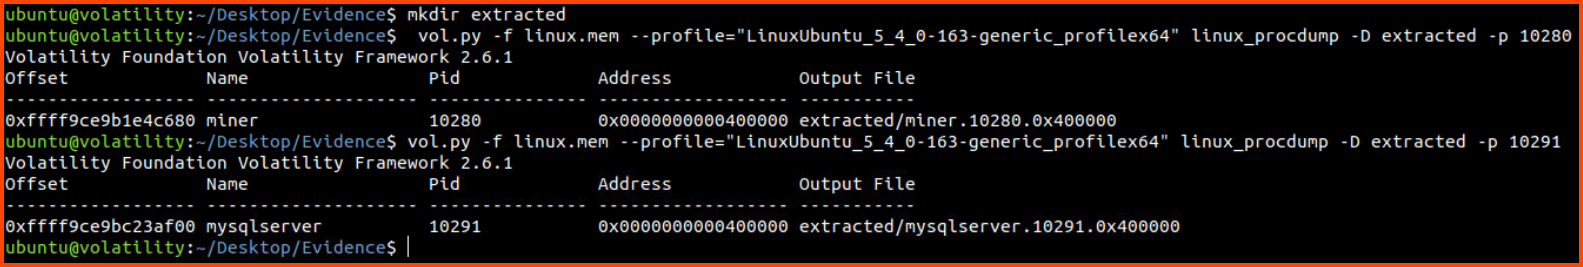 ubuntu@volatility:~/Desktop/Evidence$ mkdir extracted
ubuntu@volatility:~/Desktop/Evidence$  vol.py -f linux.mem --profile="LinuxUbuntu_5_4_0-163-generic_profilex64" linux_procdump -D extracted -p 10280
Volatility Foundation Volatility Framework 2.6.1
Offset             Name                 Pid             Address            Output File
------------------ -------------------- --------------- ------------------ -----------
0xffff9ce9b1e4c680 miner                10280           0x0000000000400000 extracted/miner.10280.0x400000
ubuntu@volatility:~/Desktop/Evidence$ vol.py -f linux.mem --profile="LinuxUbuntu_5_4_0-163-generic_profilex64" linux_procdump -D extracted -p 10291
Volatility Foundation Volatility Framework 2.6.1
Offset             Name                 Pid             Address            Output File
------------------ -------------------- --------------- ------------------ -----------
0xffff9ce9bc23af00 mysqlserver          10291           0x0000000000400000 extracted/mysqlserver.10291.0x400000
ubuntu@volatility:~/Desktop/Evidence$